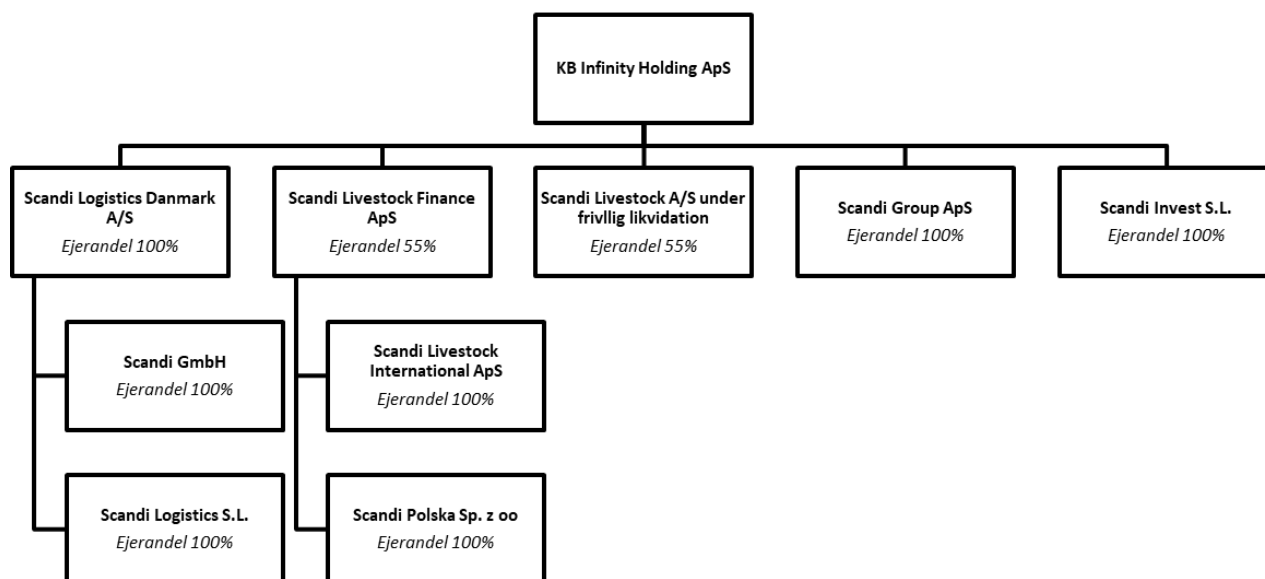 KB Infinity Holding ApS
Scandi Logistics Danmark
A/S
Ejerandel 100%
Scandi Livestock Finance
ApS
Ejerandel 55%
Scandi Livestock A/S under
frivllig likvidation
Ejerandel 55%
Scandi Group ApS
Ejerandel 100%
Scandi Invest S.L.
Ejerandel 100%
Scandi GmbH
Ejerandel 100%
Scandi Livestock
International ApS
Ejerandel 100%
Scandi Logistics S.L.
Ejerandel 100%
Scandi Polska Sp. z oo
Ejerandel 100%